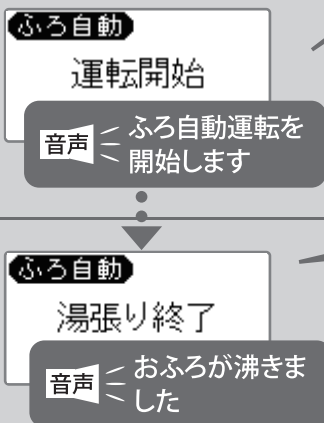 ふろ自動
運転開始
音声
ふろ自動運転を
開始します
ふろ自動
湯張り終了
音声
おふろが沸きま
した